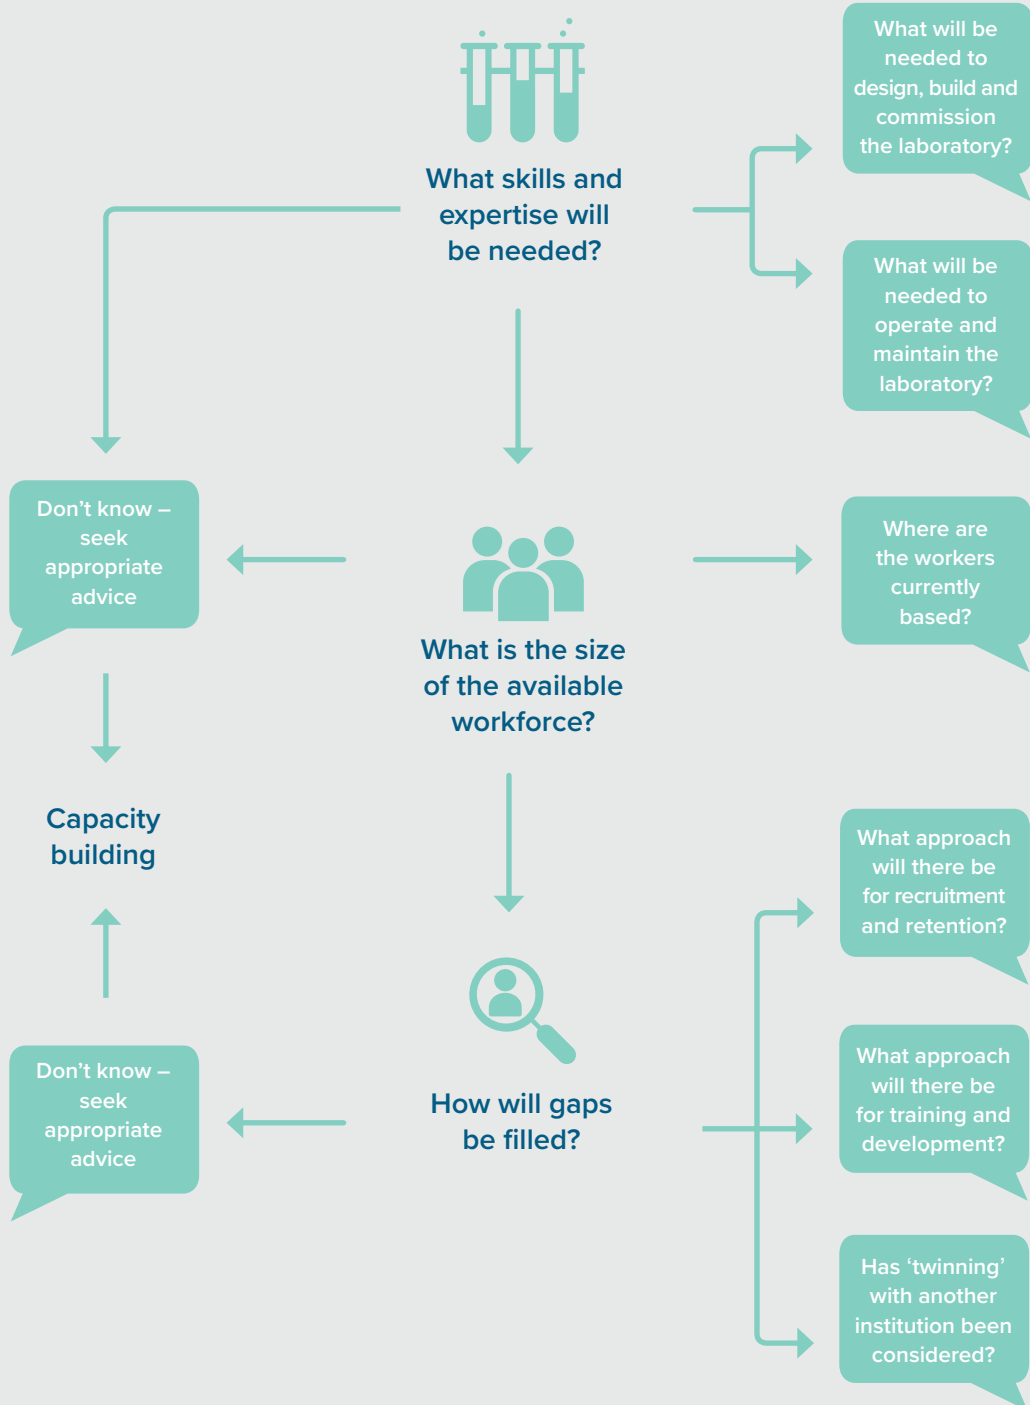 What skills and
expertise will
be needed?
What will be
needed to
design, build and
commission
the laboratory?
What will be
needed to
operate and
maintain the
laboratory?
Don’t know –
seek
appropriate
advice
What is the size
of the available
workforce?
Where are
the workers
currently
based?
Capacity
building
How will gaps
be filled?
What approach
will there be
for recruitment
and retention?
Don’t know –
seek
appropriate
advice
What approach
will there be
for training and
development?
Has ‘twinning’
with another
institution been
considered?